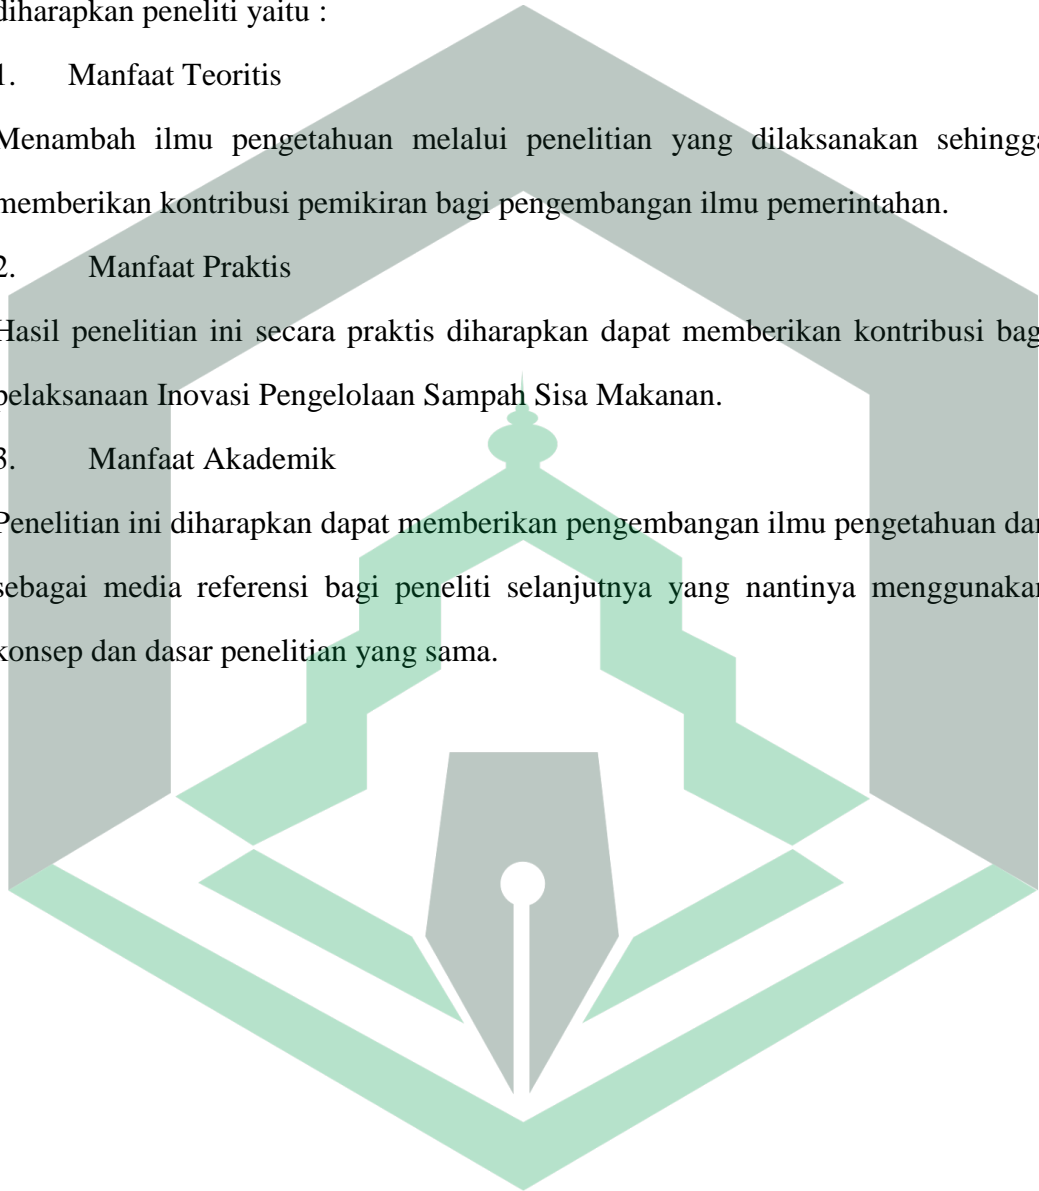 diharapkan peneliti yaitu :
1. Manfaat Teoritis
Menambah ilmu pengetahuan melalui penelitian yang dilaksanakan sehingga
memberikan kontribusi pemikiran bagi pengembangan ilmu pemerintahan.
2. Manfaat Praktis
Hasil penelitian ini secara praktis diharapkan dapat memberikan kontribusi bagi
pelaksanaan Inovasi Pengelolaan Sampah Sisa Makanan.
3. Manfaat Akademik
Penelitian ini diharapkan dapat memberikan pengembangan ilmu pengetahuan dan
sebagai media referensi bagi peneliti selanjutnya yang nantinya menggunakan
konsep dan dasar penelitian yang sama.